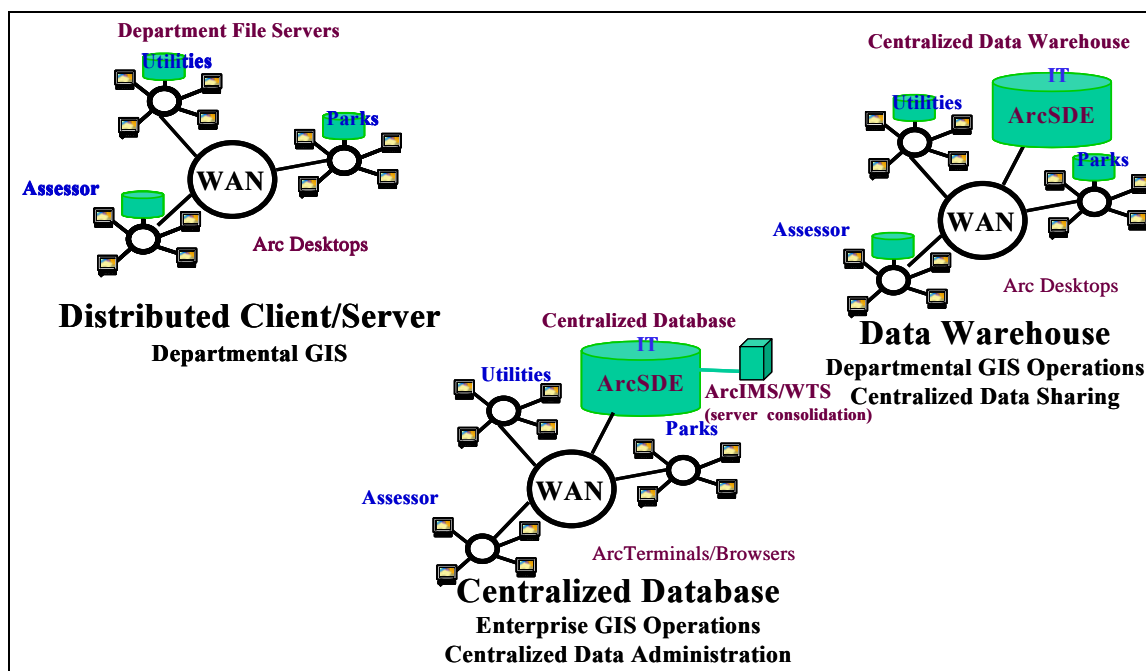 Department File Servers
Utilities
Parks
WAN
Assessor
Arc Desktops
Distributed Client/Server
Departmental GIS
Centralized Data Warehouse
IT
ArcSDE
Utilities
Parks
WAN
Assessor
Arc Desktops
Data Warehouse
Departmental GIS Operations
Centralized Data Sharing
Centralized Database
IT
ArcSDE
Utilities
ArcIMS/WTS
(server consolidation)
Parks
WAN
Assessor
ArcTerminals/Browsers
Centralized Database
Enterprise GIS Operations
Centralized Data Administration